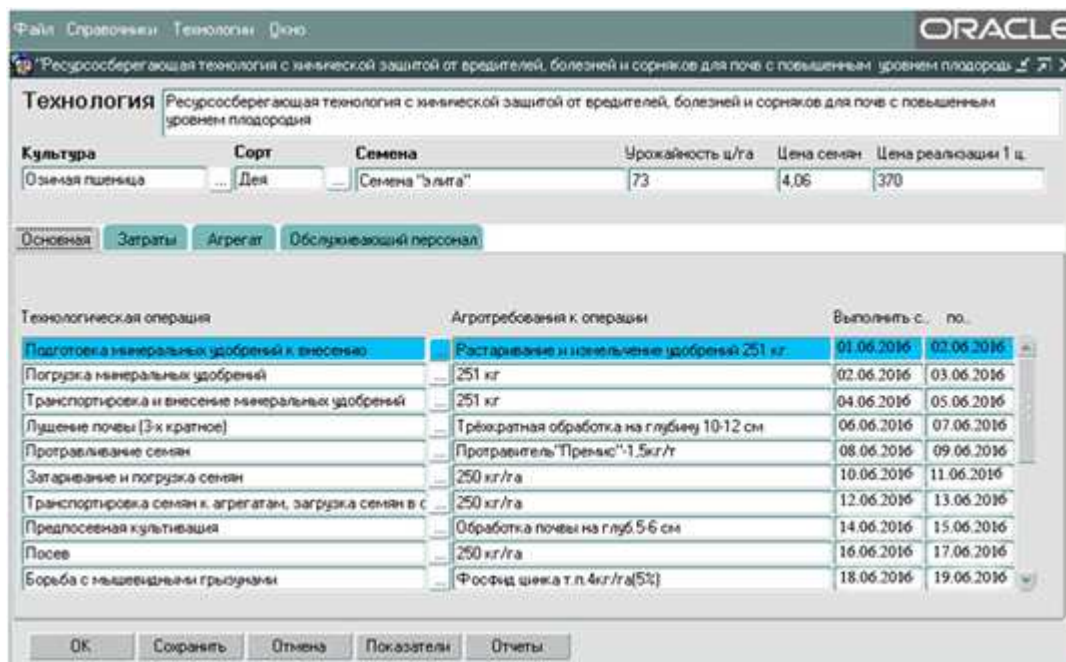 Файл Справочники Технологии Окно
ORACLE
"Ресурсосберегающая технология с химической защитой от вредителей, болезней и сорняков для почв с повышенным уровнем плодороди
Технология Ресурсосберегающая технология с химической защитой от вредителей, болезней и сорняков для почв с повышенным
уровнем плодородия
Культура Сорт Семена Урожайность ц/га Цена семян Цена реализации 1 ц.
Озимая пшеница ... Дея ... Семена "элита" 73 4,06 370
Основная Затраты Агрегат Обслуживающий персонал
Технологическая операция Агротребования к операции Выполнить с.. по..
Подготовка минеральных удобрений к внесению ... Растаривание и измельчение удобрений 251 кг. 01.06.2016 02.06.2016
Погрузка минеральных удобрений ... 251 кг 02.06.2016 03.06.2016
Транспортировка и внесение минеральных удобрений ... 251 кг 04.06.2016 05.06.2016
Лущение почвы (3-х кратное) ... Трёхкратная обработка на глубину 10-12 см 06.06.2016 07.06.2016
Протравливание семян ... Протравитель"Премис"-1,5кг/т 08.06.2016 09.06.2016
Затаривание и погрузка семян ... 250 кг/га 10.06.2016 11.06.2016
Транспортировка семян к агрегатам, загрузка семян в с ... 250 кг/га 12.06.2016 13.06.2016
Предпосевная культивация ... Обработка почвы на глуб.5-6 см 14.06.2016 15.06.2016
Посев ... 250 кг/га 16.06.2016 17.06.2016
Борьба с мышевидными грызунами ... Фосфид цинка т.п.4кг/га(5%) 18.06.2016 19.06.2016
ОК Сохранить Отмена Показатели Отчеты